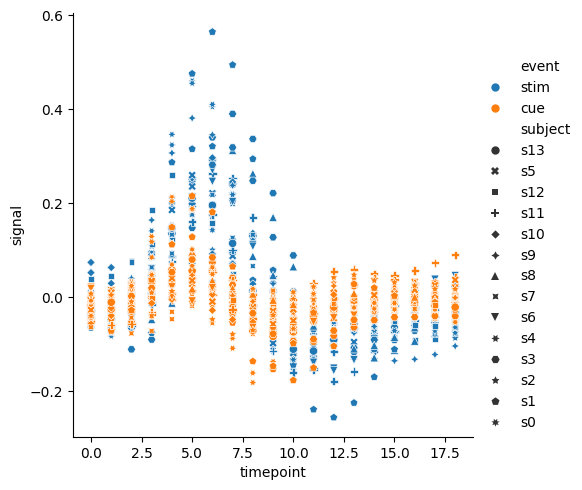 0.6
0.4
0.2
0.0
−0.2
signal
0.0
2.5
5.0
7.5
10.0
12.5
15.0
17.5
timepoint
event
stim
cue
subject
s13
s5
s12
s11
s10
s9
s8
s7
s6
s4
s3
s2
s1
s0